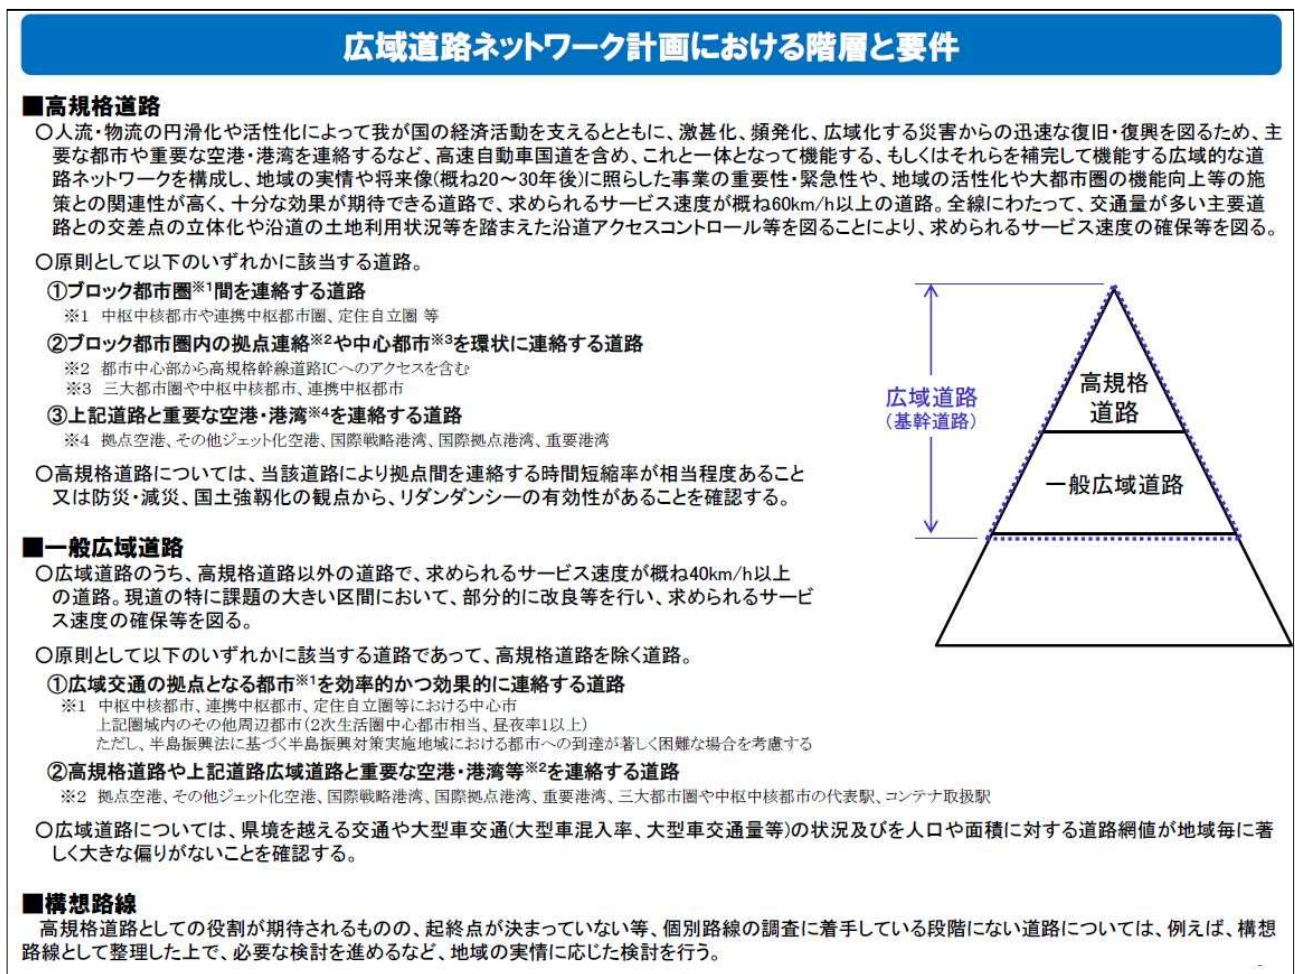 広域道路ネットワーク計画における階層と要件
■高規格道路
○人流・物流の円滑化や活性化によって我が国の経済活動を支えるとともに、激甚化、頻発化、広域化する災害からの迅速な復旧・復興を図るため、主
要な都市や重要な空港・港湾を連絡するなど、高速自動車国道を含め、これと一体となって機能する、もしくはそれらを補完して機能する広域的な道
路ネットワークを構成し、地域の実情や将来像(概ね20～30年後)に照らした事業の重要性・緊急性や、地域の活性化や大都市圏の機能向上等の施
策との関連性が高く、十分な効果が期待できる道路で、求められるサービス速度が概ね60km/h以上の道路。全線にわたって、交通量が多い主要道
路との交差点の立体化や沿道の土地利用状況等を踏まえた沿道アクセスコントロール等を図ることにより、求められるサービス速度の確保等を図る。
○原則として以下のいずれかに該当する道路。
①ブロック都市圏※1間を連絡する道路
※1 中枢中核都市や連携中枢都市圏、定住自立圏 等
②ブロック都市圏内の拠点連絡※2や中心都市※3を環状に連絡する道路
※2 都市中心部から高規格幹線道路ICへのアクセスを含む
※3 三大都市圏や中枢中核都市、連携中枢都市
③上記道路と重要な空港・港湾※4を連絡する道路
※4 拠点空港、その他ジェット化空港、国際戦略港湾、国際拠点港湾、重要港湾
○高規格道路については、当該道路により拠点間を連絡する時間短縮率が相当程度あること
又は防災・減災、国土強靱化の観点から、リダンダンシーの有効性があることを確認する。
広域道路
(基幹道路)
高規格
道路
一般広域道路
■一般広域道路
○広域道路のうち、高規格道路以外の道路で、求められるサービス速度が概ね40km/h以上
の道路。現道の特に課題の大きい区間において、部分的に改良等を行い、求められるサービ
ス速度の確保等を図る。
○原則として以下のいずれかに該当する道路であって、高規格道路を除く道路。
①広域交通の拠点となる都市※1を効率的かつ効果的に連絡する道路
※1 中枢中核都市、連携中枢都市、定住自立圏等における中心市
上記圏域内のその他周辺都市(2次生活圏中心都市相当、昼夜率1以上)
ただし、半島振興法に基づく半島振興対策実施地域における都市への到達が著しく困難な場合を考慮する
②高規格道路や上記道路広域道路と重要な空港・港湾等※2を連絡する道路
※2 拠点空港、その他ジェット化空港、国際戦略港湾、国際拠点港湾、重要港湾、三大都市圏や中枢中核都市の代表駅、コンテナ取扱駅
○広域道路については、県境を越える交通や大型車交通(大型車混入率、大型車交通量等)の状況及びを人口や面積に対する道路網値が地域毎に著
しく大きな偏りがないことを確認する。
■構想路線
高規格道路としての役割が期待されるものの、起終点が決まっていない等、個別路線の調査に着手している段階にない道路については、例えば、構想
路線として整理した上で、必要な検討を進めるなど、地域の実情に応じた検討を行う。